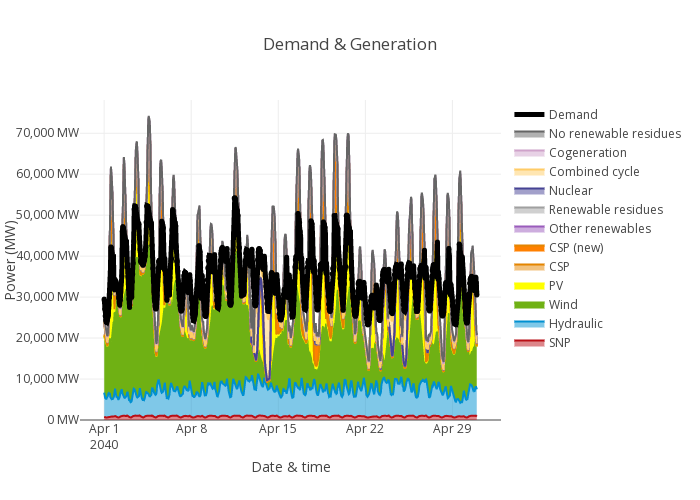 Demand & Generation
Demand
No renewable residues
Cogeneration
Combined cycle
Nuclear
Renewable residues
Other renewables
CSP (new)
CSP
PV
Wind
Hydraulic
SNP
Power (MW)
70,000 MW
60,000 MW
50,000 MW
40,000 MW
30,000 MW
20,000 MW
10,000 MW
0 MW
Apr 1
2040
Apr 8
Apr 15
Apr 22
Apr 29
Date & time